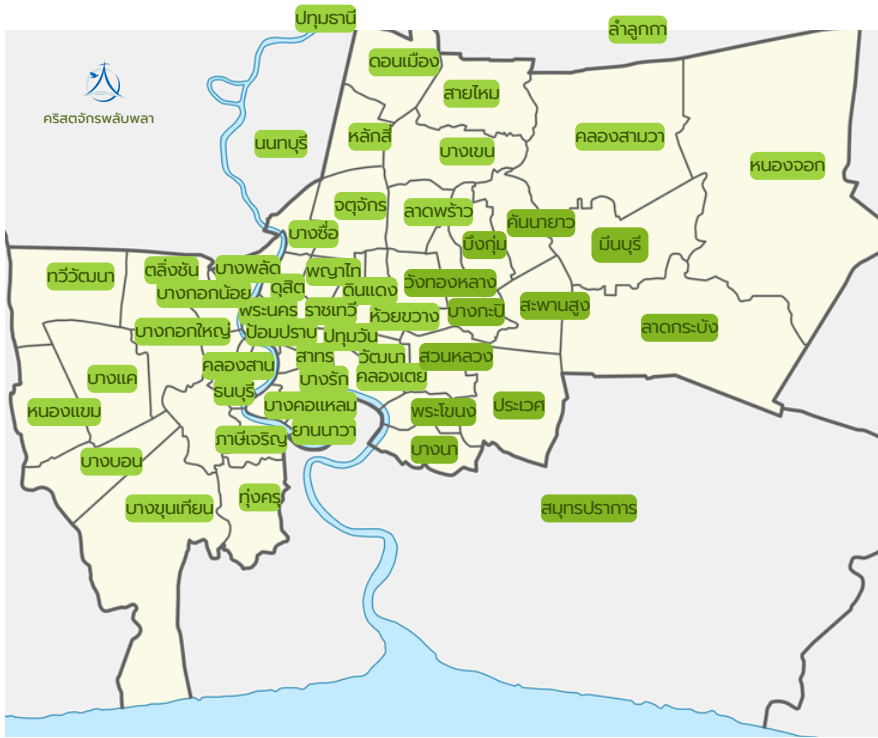 ปทุมธานี
ลำลูกกา
ดอนเมือง
สายไหม
คริสตจักรพลับพลา
หลักสี่
นนทบุรี
บางเขน
คลองสามวา
หนองจอก
จตุจักร
ลาดพร้าว
คันนายาว
บางซื่อ
บึงกุ่ม
มีนบุรี
ทวีวัฒนา
ตลิ่งชัน
บางพลัด
พญาไท
บางกอกน้อย
ดุสิต
ดินแดง
วังทองหลาง
พระนคร
ราชเทวี
ห้วยขวาง
บางกะปิ
สะพานสูง
บางกอกใหญ่
ป้อมปราบ
ปทุมวัน
ลาดกระบัง
คลองสาน
สาทร
วัฒนา
สวนหลวง
บางแค
ธนบุรี
บางรัก
คลองเตย
หนองแขม
บางคอแหลม
พระโขนง
ประเวศ
ภาษีเจริญ
ยานนาวา
บางนา
บางบอน
บางขุนเทียน
ทุ่งครุ
สมุทรปราการ